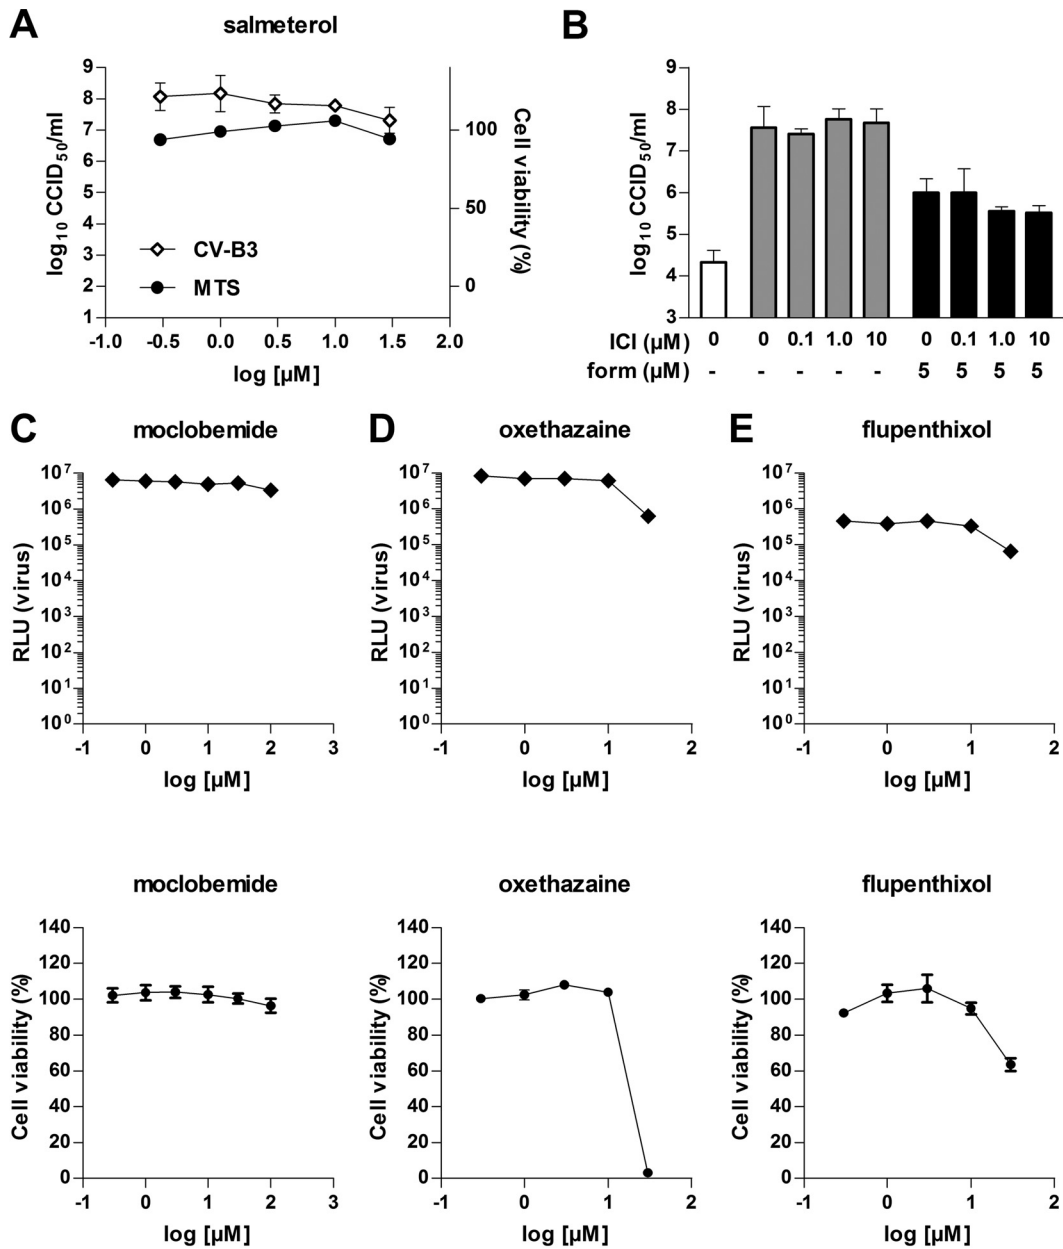 A
salmeterol
9
8
7
6
5
4
3
2
1
log10 CCID50/ml
100
50
0
Cell viability (%)
CV-B3
MTS
-1.0 -0.5 0.0 0.5 1.0 1.5 2.0
log [µM]
B
9
8
7
6
5
4
3
log10 CCID50/ml
ICI (µM) 0 0 0.1 1.0 10 0 0.1 1.0 10
form (µM) - - - - - 5 5 5 5
C
moclobemide
10^7
10^6
10^5
10^4
10^3
10^2
10^1
10^0
RLU (virus)
-1 0 1 2 3
log [µM]
D
oxethazaine
10^7
10^6
10^5
10^4
10^3
10^2
10^1
10^0
RLU (virus)
-1 0 1 2
log [µM]
E
flupenthixol
10^7
10^6
10^5
10^4
10^3
10^2
10^1
10^0
RLU (virus)
-1 0 1 2
log [µM]
moclobemide
140
120
100
80
60
40
20
0
Cell viability (%)
-1 0 1 2 3
log [µM]
oxethazaine
140
120
100
80
60
40
20
0
Cell viability (%)
-1 0 1 2
log [µM]
flupenthixol
140
120
100
80
60
40
20
0
Cell viability (%)
-1 0 1 2
log [µM]